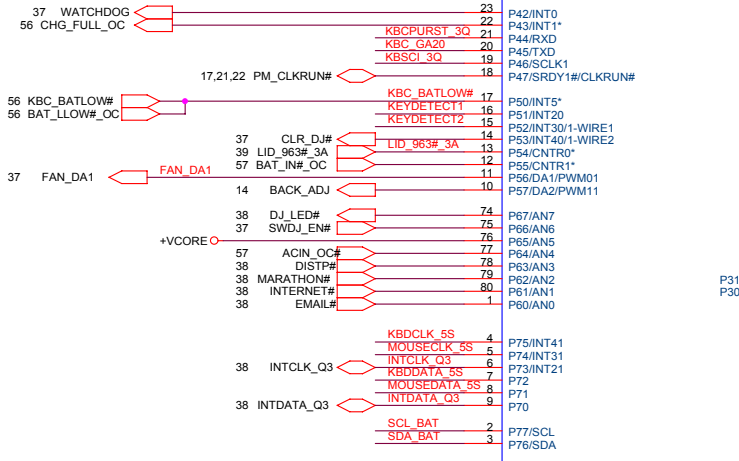 37 WATCHDOG 23 P42/INT0
56 CHG_FULL_OC 22 P43/INT1*
KBCPURST_3Q 21 P44/RXD
KBC_GA20 20 P45/TXD
KBSCI_3Q 19 P46/SCLK1
17,21,22 PM_CLKRUN# 18 P47/SRDY1#/CLKRUN#
56 KBC_BATLOW# KBC_BATLOW# 17 P50/INT5*
56 BAT_LLOW#_OC KEYDETECT1 16 P51/INT20
KEYDETECT2 15 P52/INT30/1-WIRE1
37 CLR_DJ# 14 P53/INT40/1-WIRE2
39 LID_963#_3A LID_963#_3A 13 P54/CNTR0*
57 BAT_IN#_OC 12 P55/CNTR1*
37 FAN_DA1 FAN_DA1 11 P56/DA1/PWM01
14 BACK_ADJ 10 P57/DA2/PWM11
38 DJ_LED# 74 P67/AN7
37 SWDJ_EN# 75 P66/AN6
+VCORE 76 P65/AN5
57 ACIN_OC# 77 P64/AN4
38 DISTP# 78 P63/AN3
38 MARATHON# 79 P62/AN2 P31
38 INTERNET# 80 P61/AN1 P30
38 EMAIL# 1 P60/AN0
KBDCLK_5S 4 P75/INT41
MOUSECLK_5S 5 P74/INT31
38 INTCLK_Q3 INTCLK_Q3 6 P73/INT21
KBDDATA_5S 7 P72
MOUSEDATA_5S 8 P71
38 INTDATA_Q3 INTDATA_Q3 9 P70
SCL_BAT 2 P77/SCL
SDA_BAT 3 P76/SDA